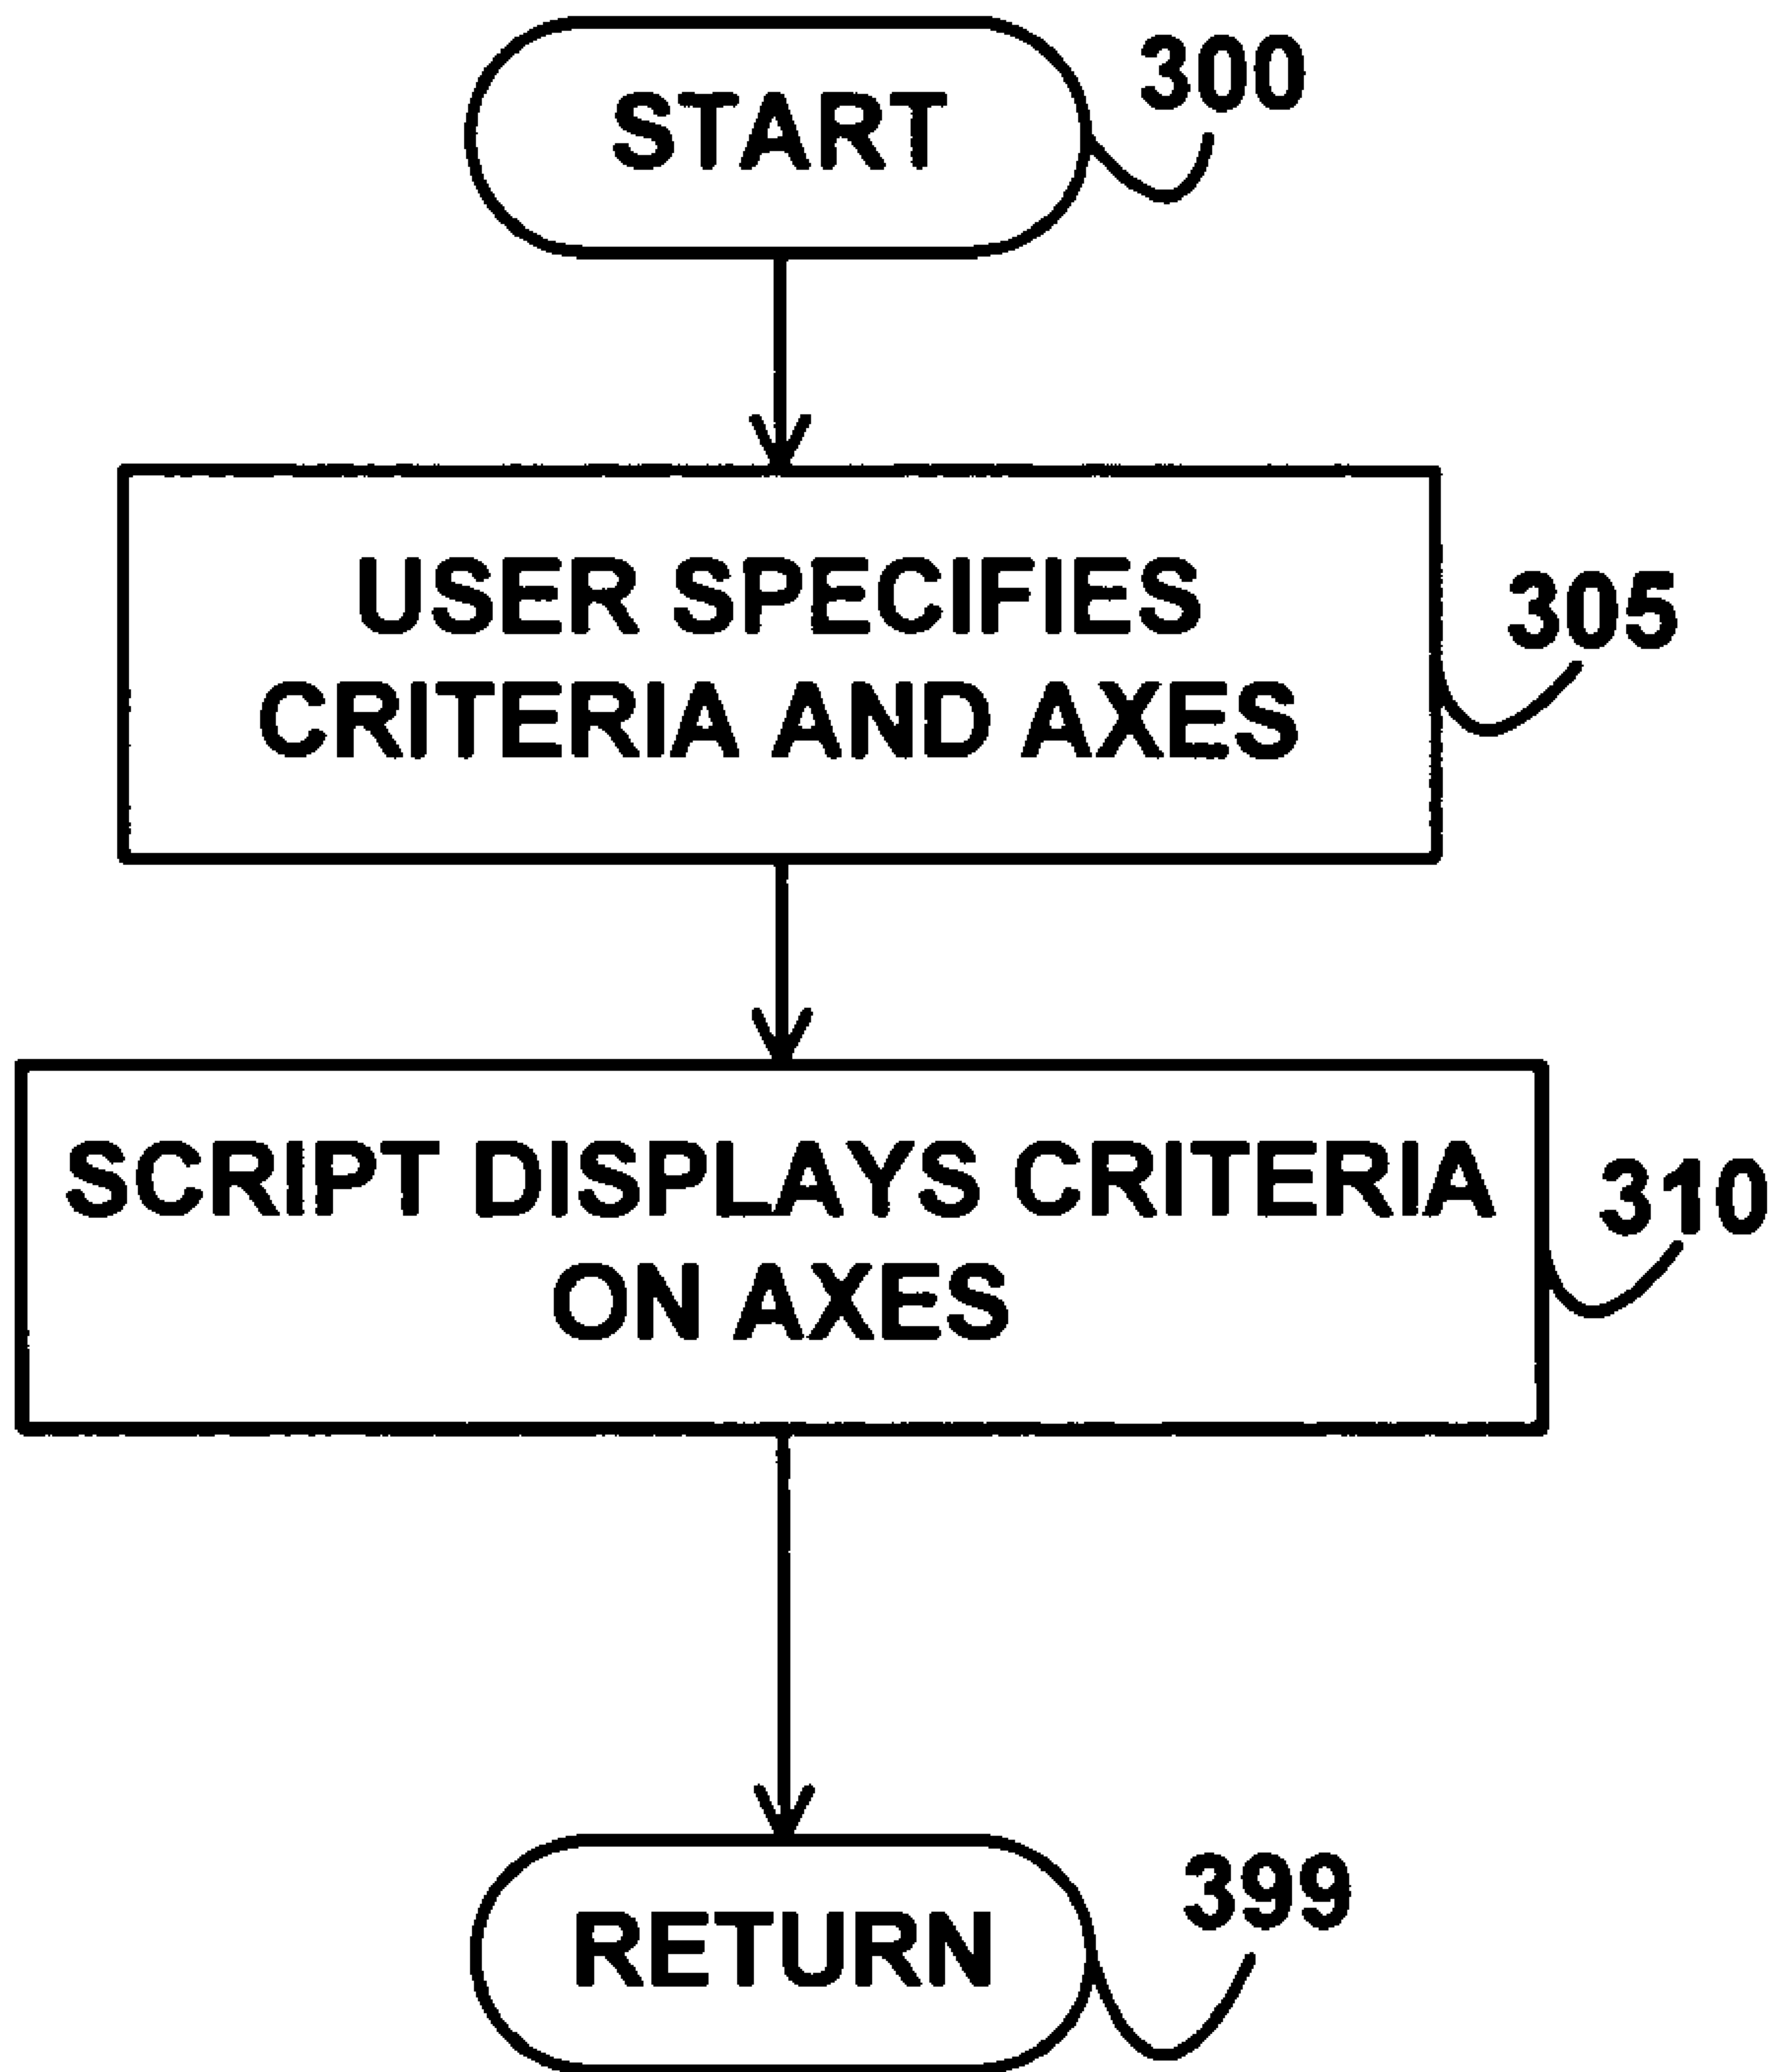 START
300
USER SPECIFIES
CRITERIA AND AXES
305
SCRIPT DISPLAYS CRITERIA
ON AXES
310
RETURN
399